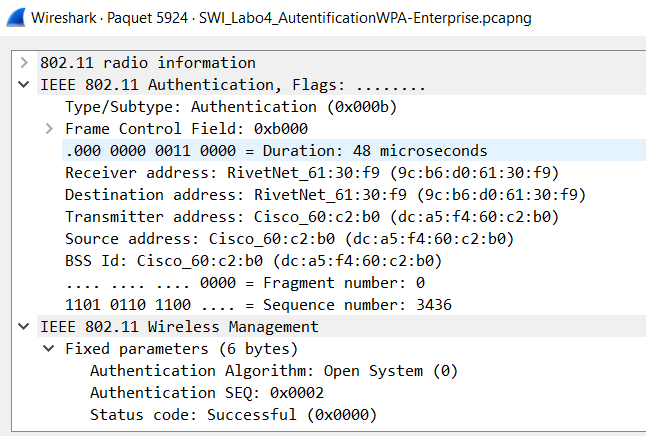 Wireshark · Paquet 5924 · SWI_Labo4_AutentificationWPA-Enterprise.pcapng
802.11 radio information
IEEE 802.11 Authentication, Flags: ........
Type/Subtype: Authentication (0x000b)
Frame Control Field: 0xb000
.000 0000 0011 0000 = Duration: 48 microseconds
Receiver address: RivetNet_61:30:f9 (9c:b6:d0:61:30:f9)
Destination address: RivetNet_61:30:f9 (9c:b6:d0:61:30:f9)
Transmitter address: Cisco_60:c2:b0 (dc:a5:f4:60:c2:b0)
Source address: Cisco_60:c2:b0 (dc:a5:f4:60:c2:b0)
BSS Id: Cisco_60:c2:b0 (dc:a5:f4:60:c2:b0)
.... .... .... 0000 = Fragment number: 0
1101 0110 1100 .... = Sequence number: 3436
IEEE 802.11 Wireless Management
Fixed parameters (6 bytes)
Authentication Algorithm: Open System (0)
Authentication SEQ: 0x0002
Status code: Successful (0x0000)